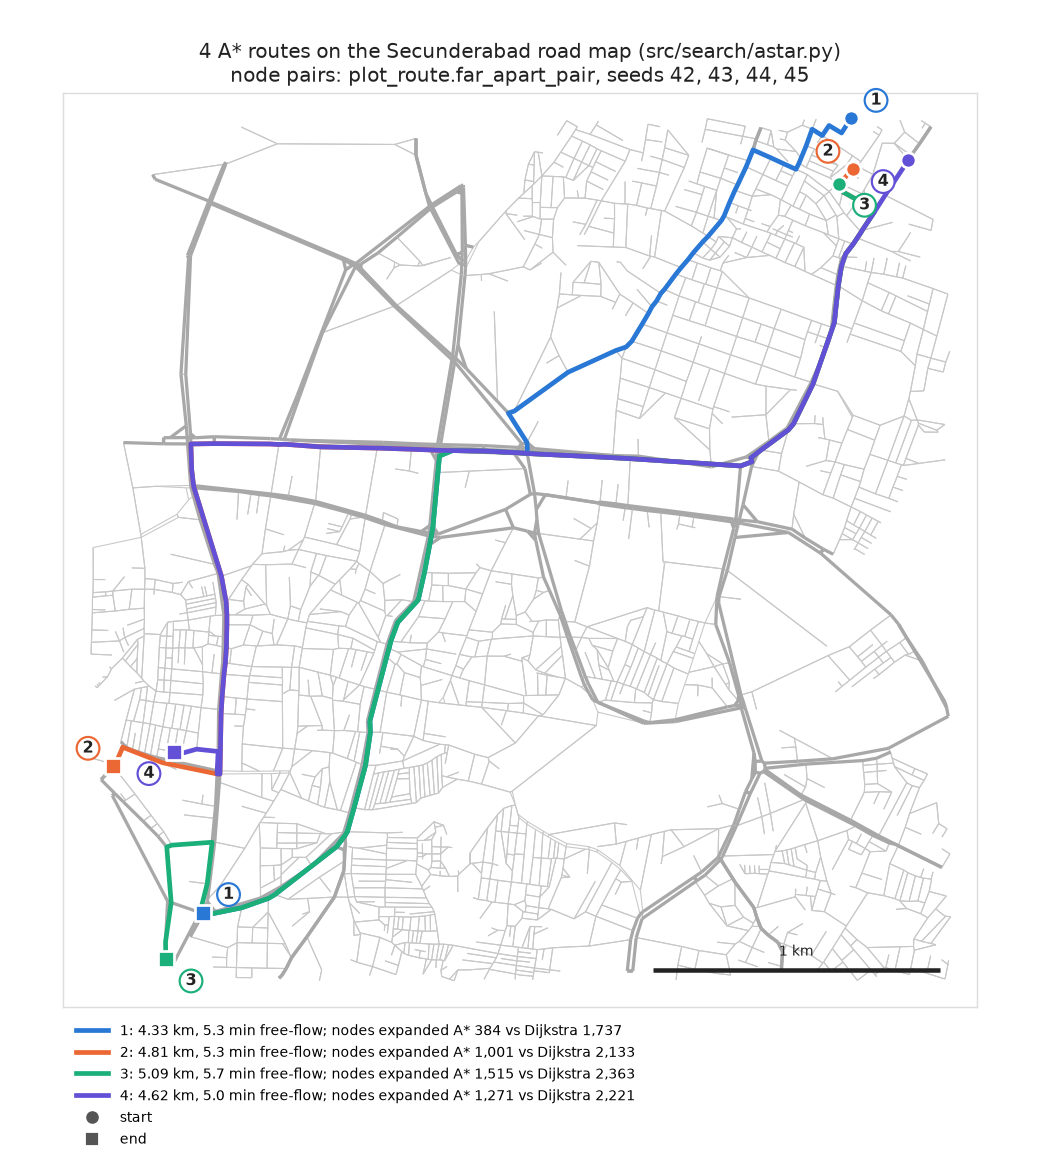 4 A* routes on the Secunderabad road map (src/search/astar.py)
node pairs: plot_route.far_apart_pair, seeds 42, 43, 44, 45
1
2
4
3
2
4
1
3
1 km
1: 4.33 km, 5.3 min free-flow; nodes expanded A* 384 vs Dijkstra 1,737
2: 4.81 km, 5.3 min free-flow; nodes expanded A* 1,001 vs Dijkstra 2,133
3: 5.09 km, 5.7 min free-flow; nodes expanded A* 1,515 vs Dijkstra 2,363
4: 4.62 km, 5.0 min free-flow; nodes expanded A* 1,271 vs Dijkstra 2,221
start
end